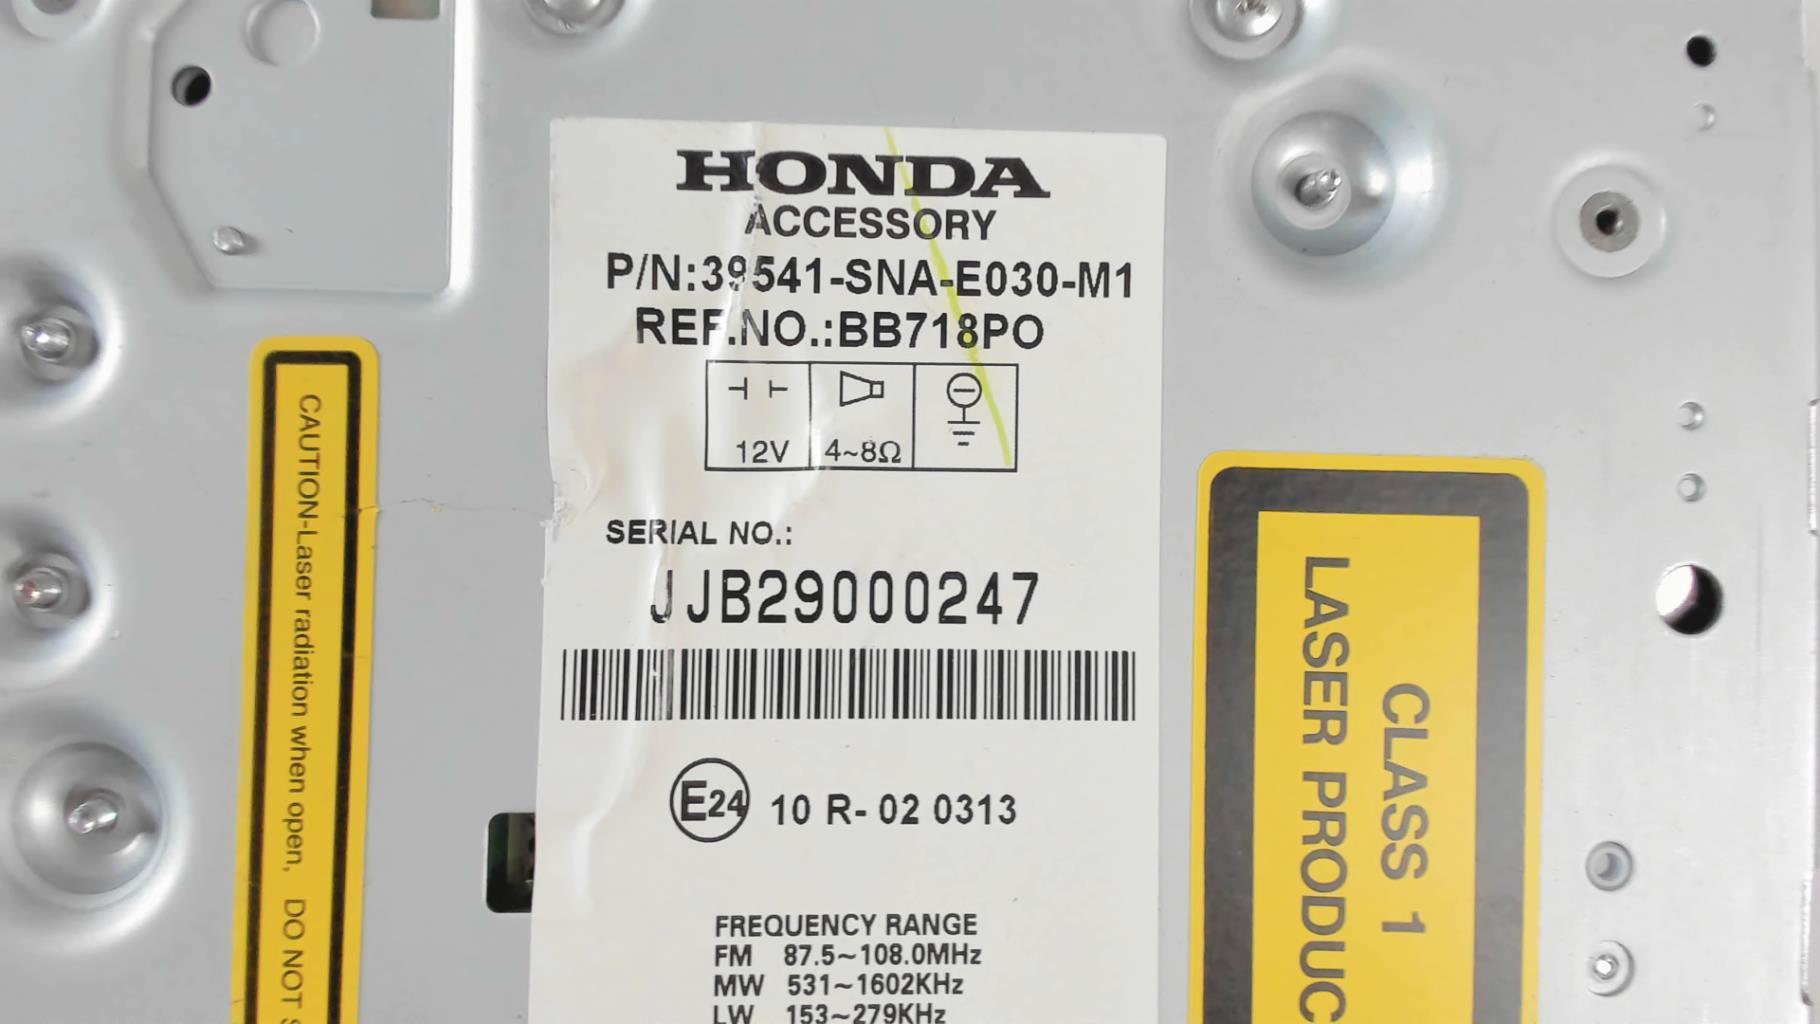 HONDA
ACCESSORY
P/N:39541-SNA-E030-M1
REF.NO.:BB718PO
12V 4~8Ω
SERIAL NO.:
JJB29000247
E24 10 R- 02 0313
FREQUENCY RANGE
FM 87.5~108.0MHz
MW 531~1602KHz
LW 153~279KHz
CAUTION-Laser radiation when open, DO NOT
CLASS 1
LASER PRODUC